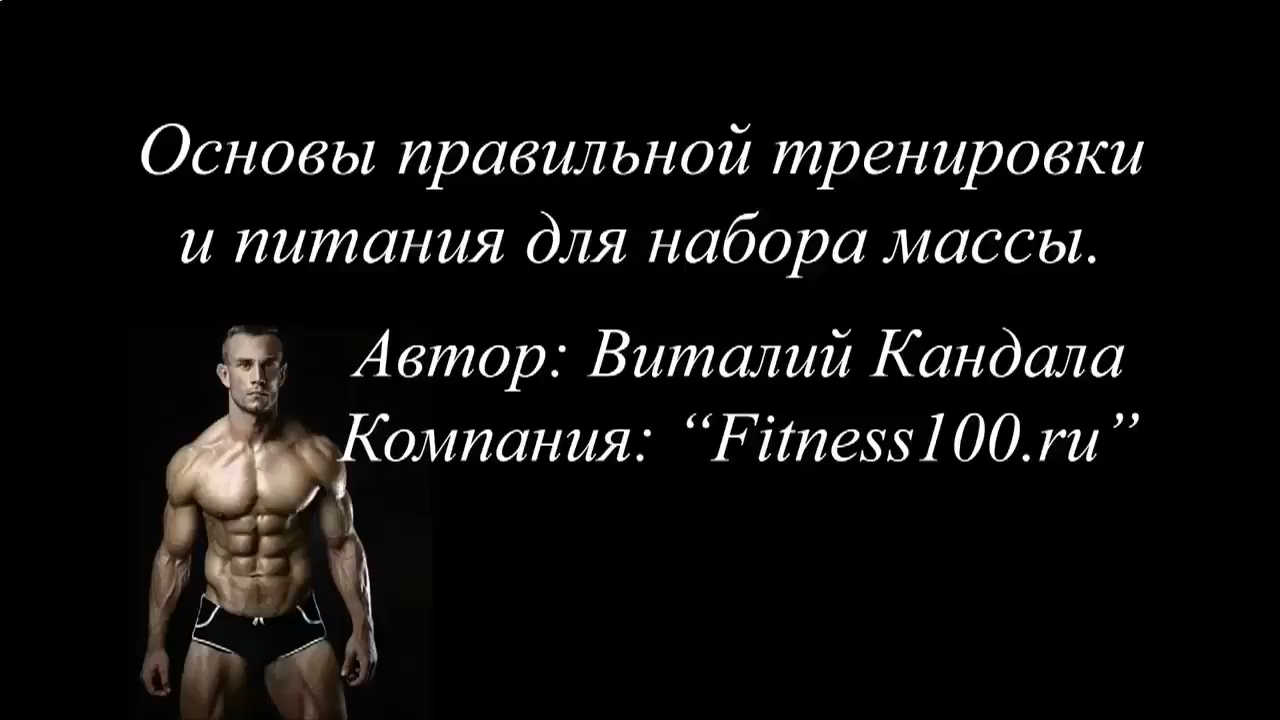 Основы правильной тренировки
и питания для набора массы.
Автор: Виталий Кандала
Компания: “Fitness100.ru”